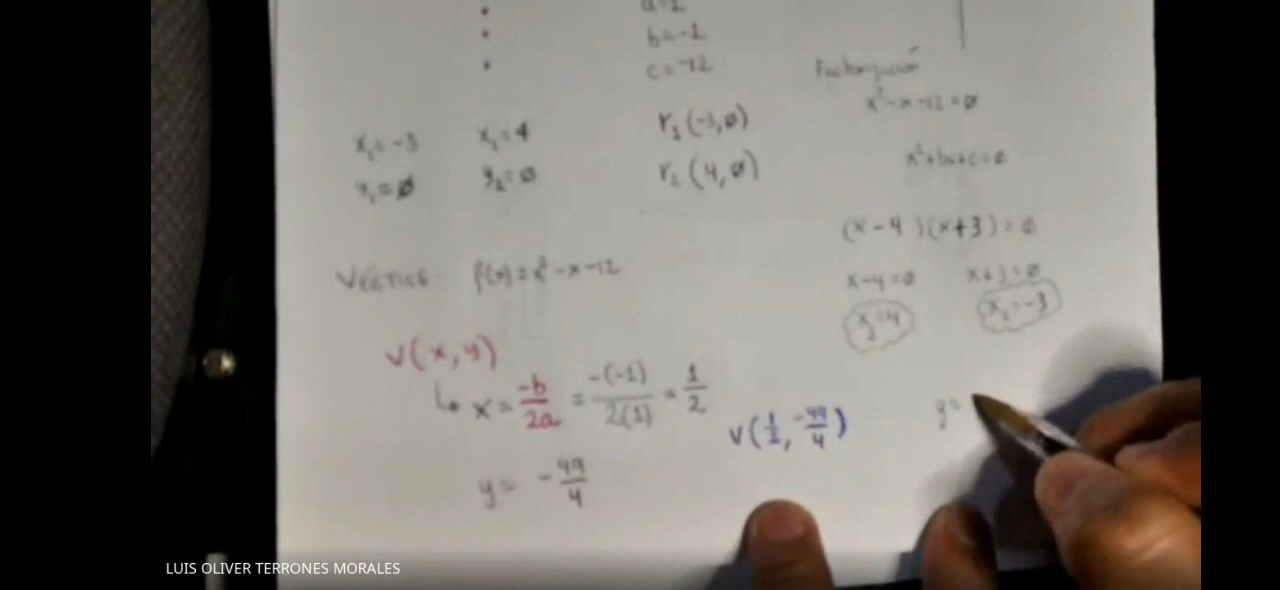 a=1
b=-1
c=-12
Factorización
x²-x-12=0
x₁=-3 x₂=4 r₁(-3,0)
y₁=0 y₂=0 r₂(4,0)
x²+bx+c=0
(x-4)(x+3)=0
x-4=0 x+3=0
x₂=4 x₁=-3
VÉRTICE f(x)=x²-x-12
V(x,y)
x=-b/2a=-(-1)/2(1)=1/2
V(1/2,-49/4)
y=-49/4
y=
LUIS OLIVER TERRONES MORALES